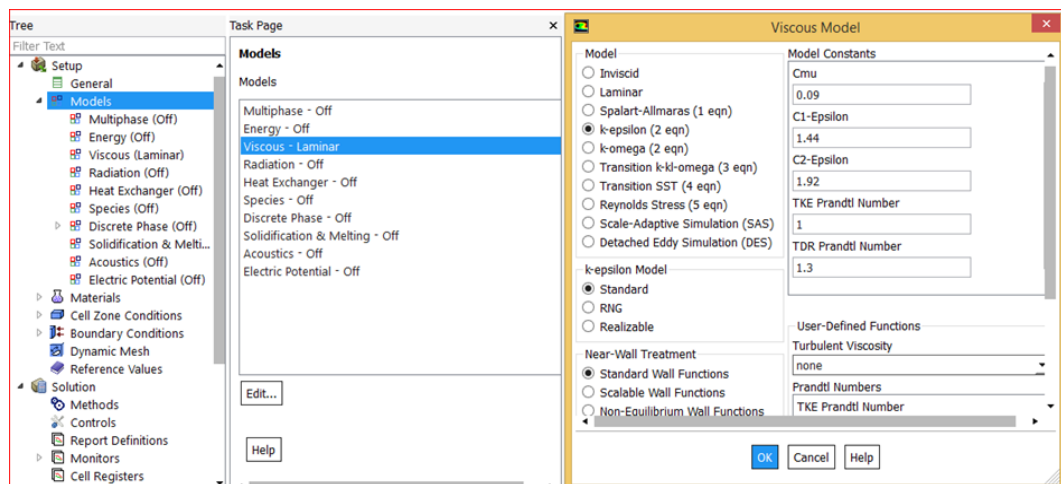 Tree
Filter Text
Setup
General
Models
Multiphase (Off)
Energy (Off)
Viscous (Laminar)
Radiation (Off)
Heat Exchanger (Off)
Species (Off)
Discrete Phase (Off)
Solidification & Melti...
Acoustics (Off)
Electric Potential (Off)
Materials
Cell Zone Conditions
Boundary Conditions
Dynamic Mesh
Reference Values
Solution
Methods
Controls
Report Definitions
Monitors
Cell Registers
Task Page
Models
Models
Multiphase - Off
Energy - Off
Viscous - Laminar
Radiation - Off
Heat Exchanger - Off
Species - Off
Discrete Phase - Off
Solidification & Melting - Off
Acoustics - Off
Electric Potential - Off
Edit...
Help
Viscous Model
Model
Inviscid
Laminar
Spalart-Allmaras (1 eqn)
k-epsilon (2 eqn)
k-omega (2 eqn)
Transition k-kl-omega (3 eqn)
Transition SST (4 eqn)
Reynolds Stress (5 eqn)
Scale-Adaptive Simulation (SAS)
Detached Eddy Simulation (DES)
k-epsilon Model
Standard
RNG
Realizable
Near-Wall Treatment
Standard Wall Functions
Scalable Wall Functions
Non-Equilibrium Wall Functions
Model Constants
Cmu
0.09
C1-Epsilon
1.44
C2-Epsilon
1.92
TKE Prandtl Number
1
TDR Prandtl Number
1.3
User-Defined Functions
Turbulent Viscosity
none
Prandtl Numbers
TKE Prandtl Number
OK
Cancel
Help